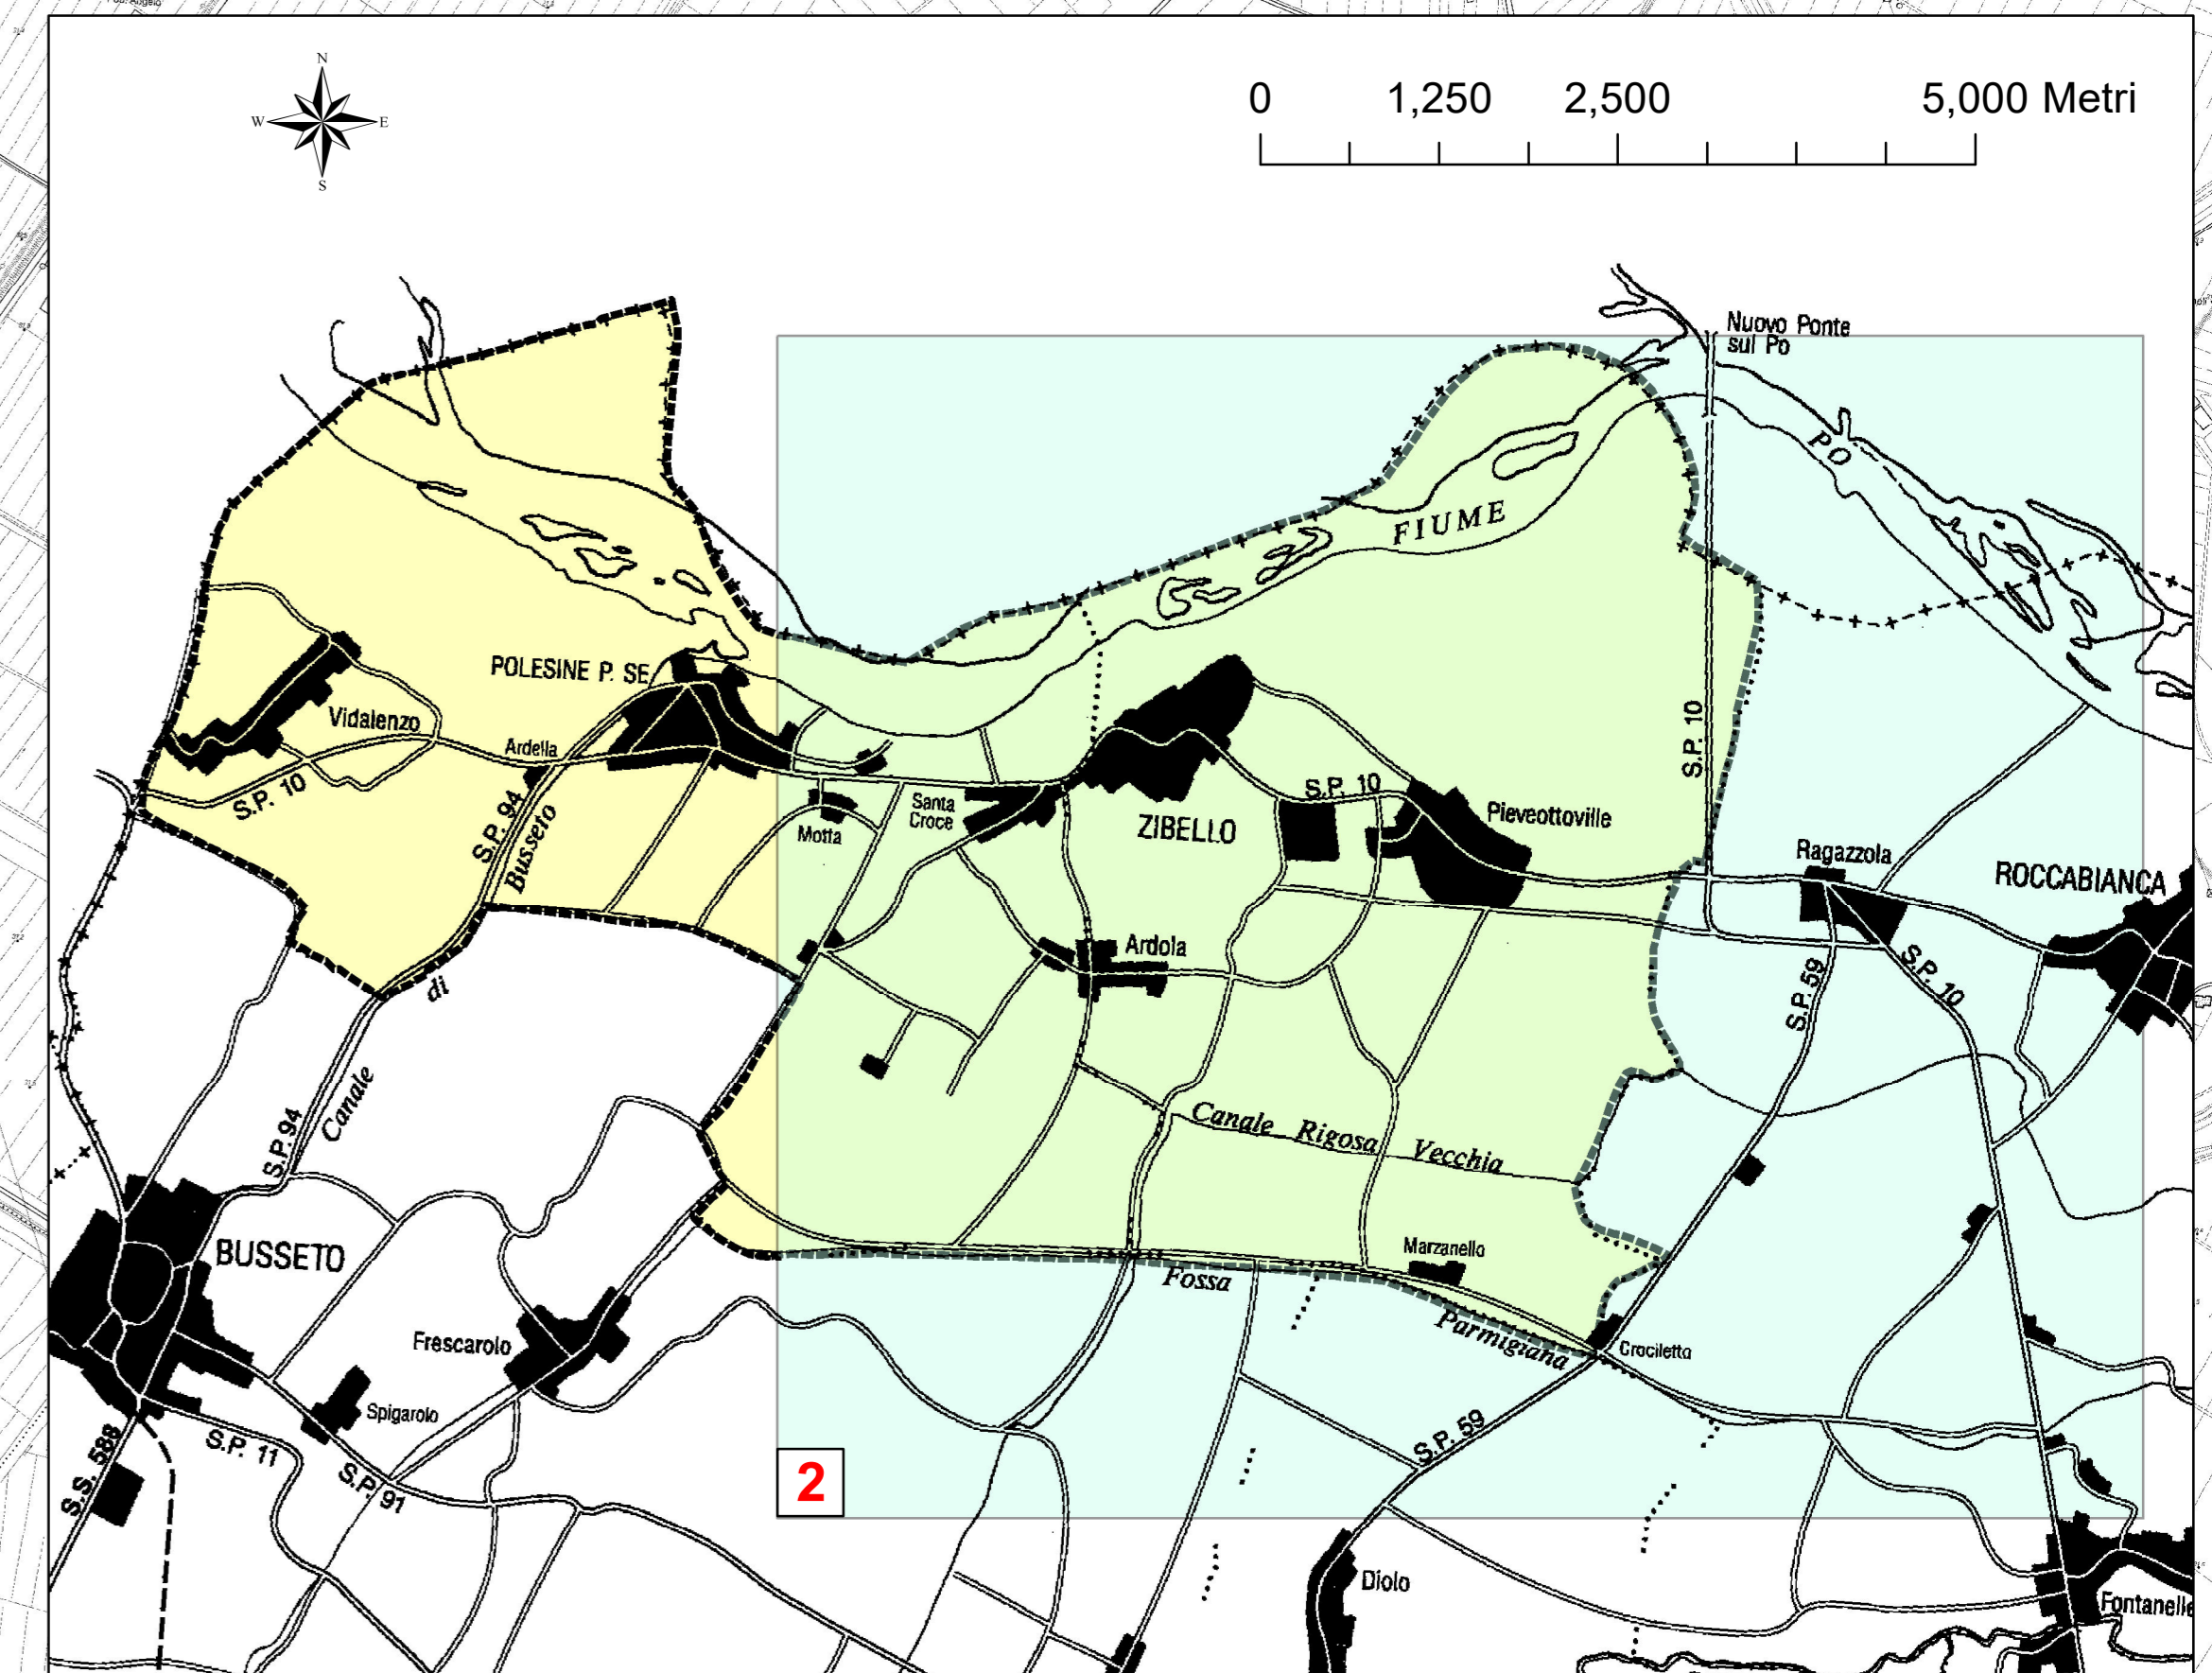 N
W
E
S
0 1,250 2,500 5,000 Metri
Nuovo Ponte
sul Po
PO
FIUME
POLESINE P. SE
Vidalenzo
Ardella
S.P. 10
S.P. 94
Busseto
S.P. 10
S.P. 10
Santa
Croce
Motta
ZIBELLO
Pieveottoville
Ragazzola
ROCCABIANCA
Ardola
di
S.P. 59
S.P. 10
Canale
S.P. 94
Canale Rigosa Vecchia
BUSSETO
Fossa
Marzanello
Parmigiana
Crociletta
Frescarolo
Spigarolo
S.P. 11
S.P. 91
S.S. 588
S.P. 59
2
Diolo
Fontanelle